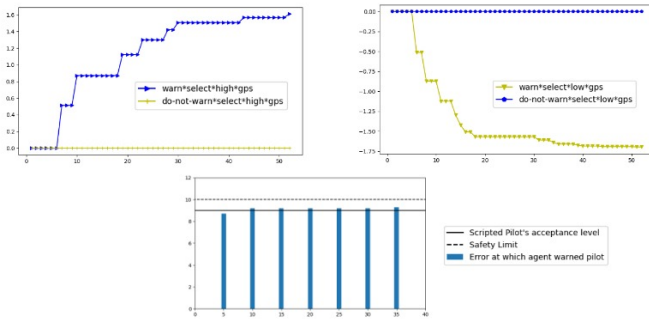 1.6
1.4
1.2
1.0
0.8
0.6
0.4
0.2
0.0
0 10 20 30 40 50
warn*select*high*gps
do-not-warn*select*high*gps
0.00
−0.25
−0.50
−0.75
−1.00
−1.25
−1.50
−1.75
0 10 20 30 40 50
warn*select*low*gps
do-not-warn*select*low*gps
12
10
8
6
4
2
0
0 5 10 15 20 25 30 35 40
Scripted Pilot's acceptance level
Safety Limit
Error at which agent warned pilot